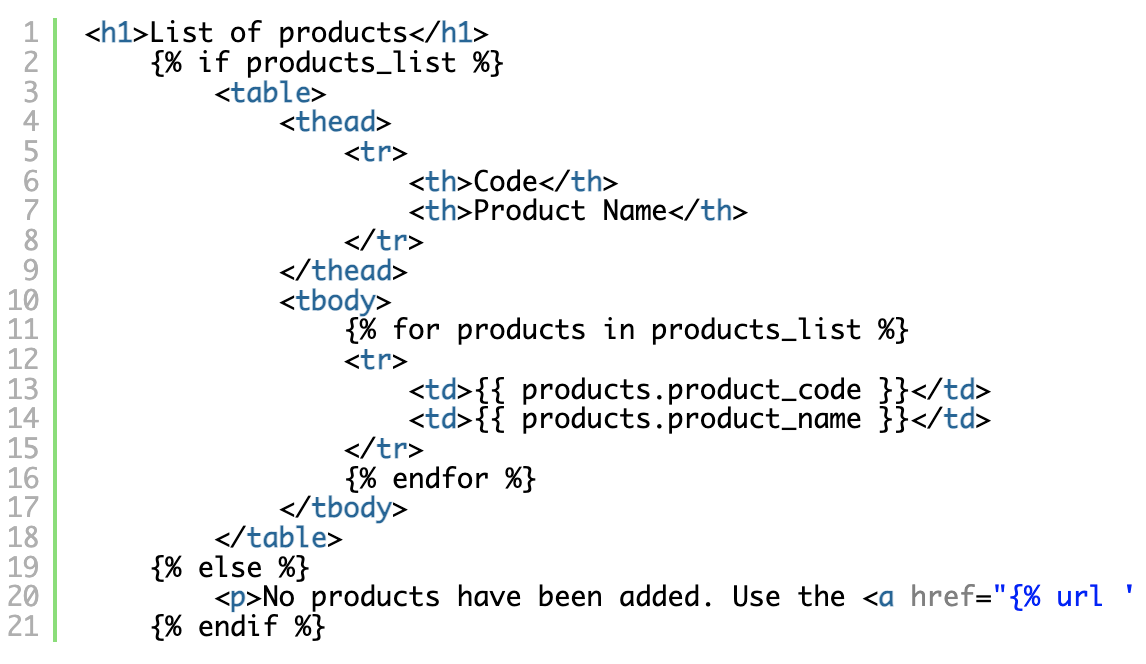 1 <h1>List of products</h1>
2 {% if products_list %}
3 <table>
4 <thead>
5 <tr>
6 <th>Code</th>
7 <th>Product Name</th>
8 </tr>
9 </thead>
10 <tbody>
11 {% for products in products_list %}
12 <tr>
13 <td>{{ products.product_code }}</td>
14 <td>{{ products.product_name }}</td>
15 </tr>
16 {% endfor %}
17 </tbody>
18 </table>
19 {% else %}
20 <p>No products have been added. Use the <a href="{% url '
21 {% endif %}